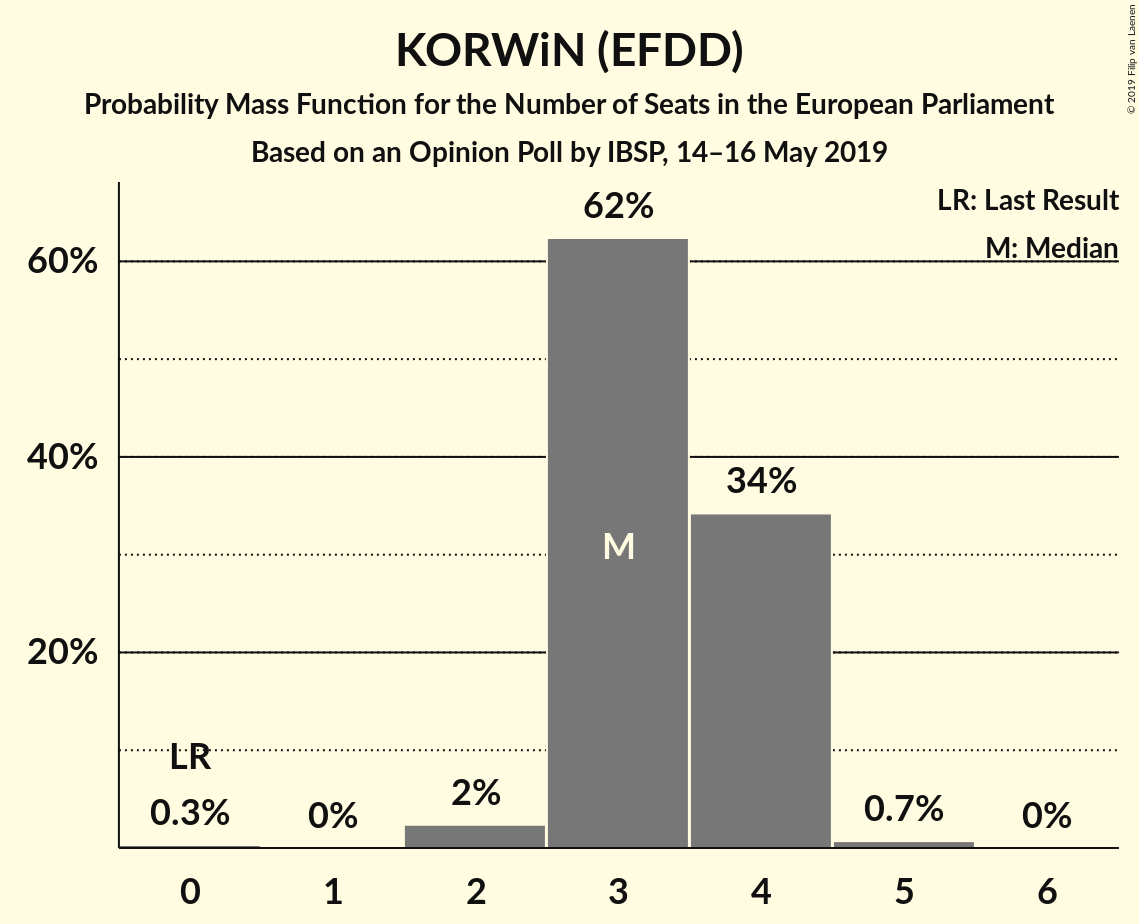 KORWiN (EFDD)
Probability Mass Function for the Number of Seats in the European Parliament
Based on an Opinion Poll by IBSP, 14–16 May 2019
© 2019 Filip van Laenen
LR: Last Result
M: Median
62%
60%
40%
34%
M
20%
LR
0.3%
0%
2%
0.7%
0%
0 1 2 3 4 5 6